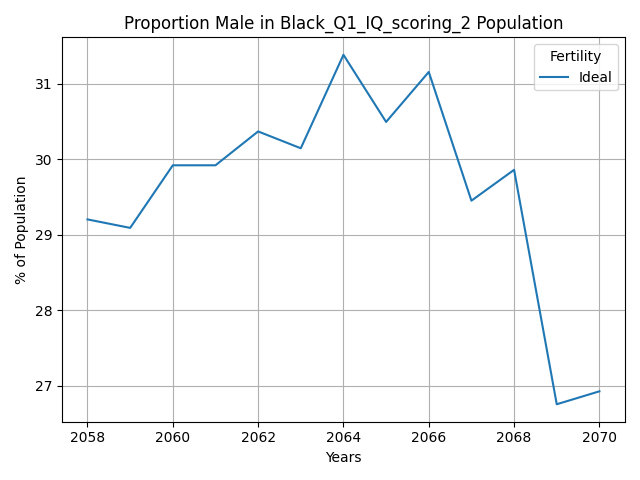 Proportion Male in Black_Q1_IQ_scoring_2 Population
Fertility
Ideal
% of Population
31
30
29
28
27
2058 2060 2062 2064 2066 2068 2070
Years